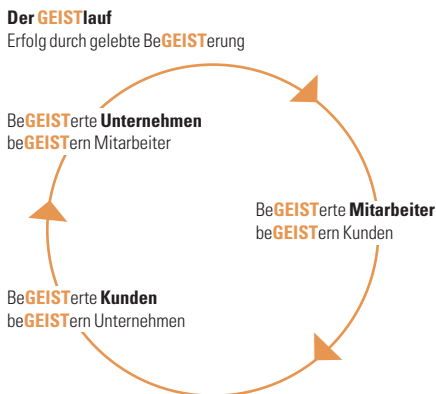 Der GEISTlauf
Erfolg durch gelebte BeGEISTerung
BeGEISTerte Unternehmen
beGEISTern Mitarbeiter
BeGEISTerte Mitarbeiter
beGEISTern Kunden
BeGEISTerte Kunden
beGEISTern Unternehmen